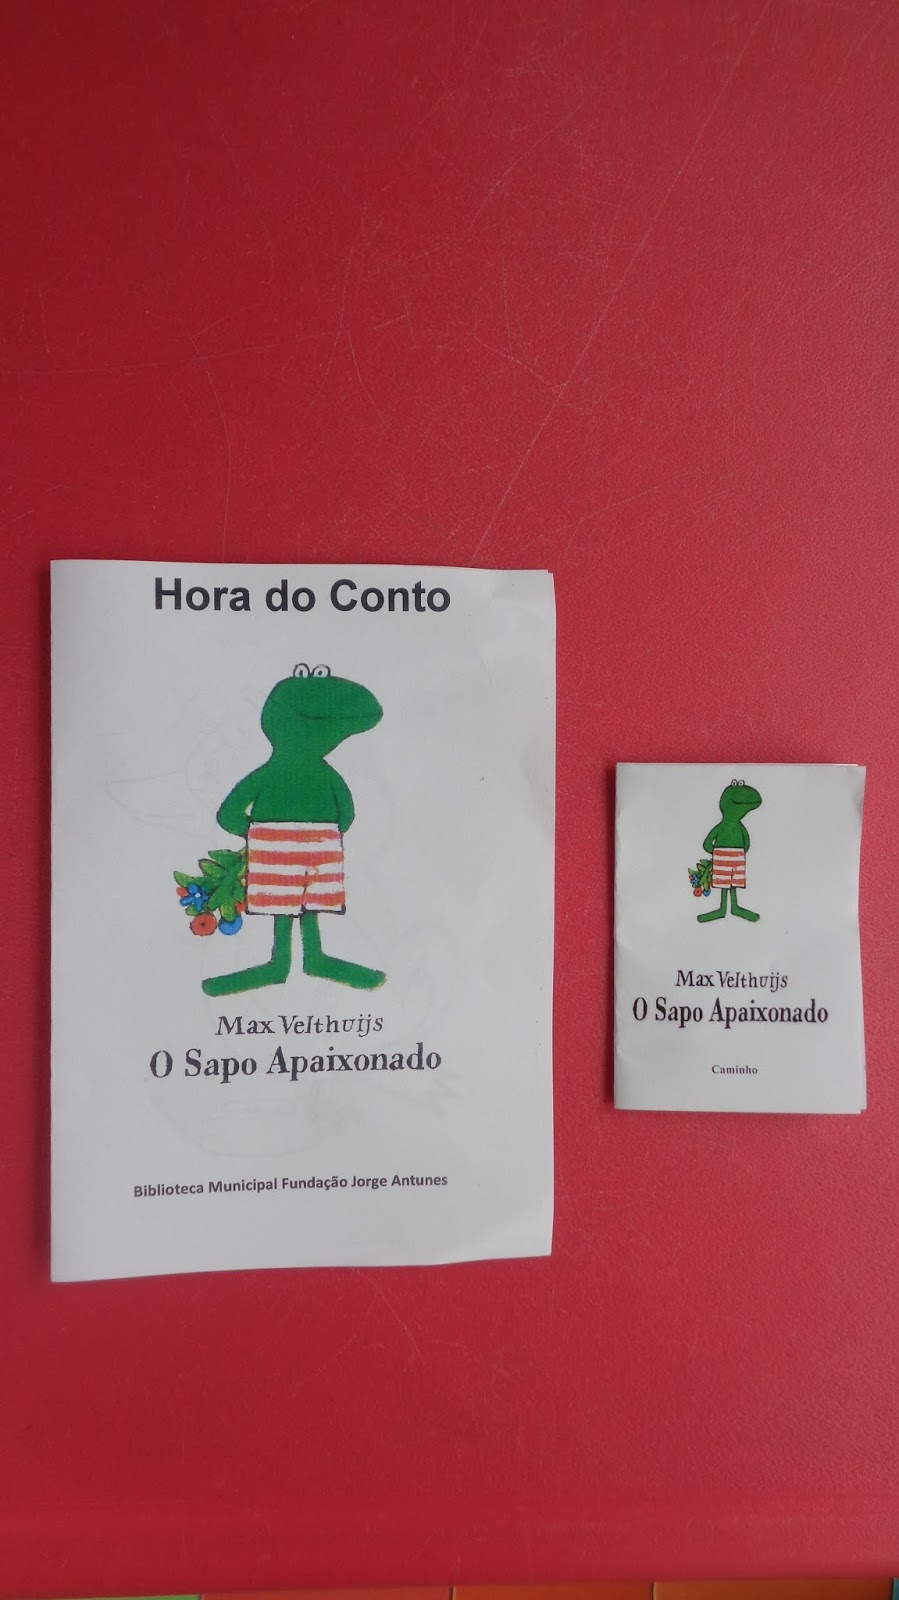 Hora do Conto
Max Velthuijs
O Sapo Apaixonado
Biblioteca Municipal Fundação Jorge Antunes
Max Velthuijs
O Sapo Apaixonado
Caminho